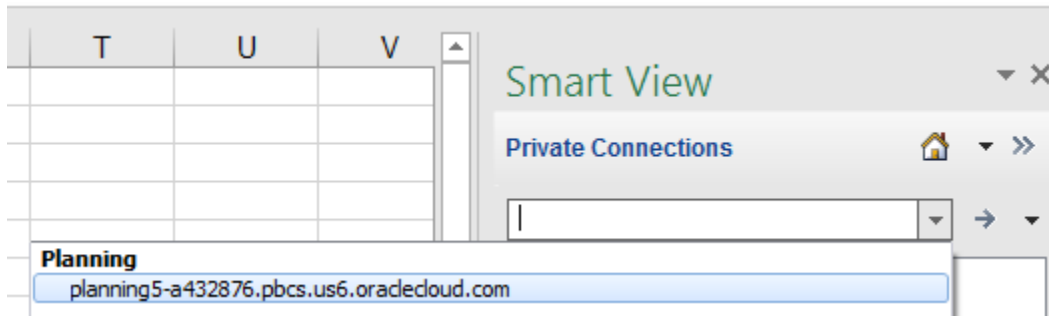 T U V
Smart View
Private Connections
Planning
planning5-a432876.pbcs.us6.oraclecloud.com